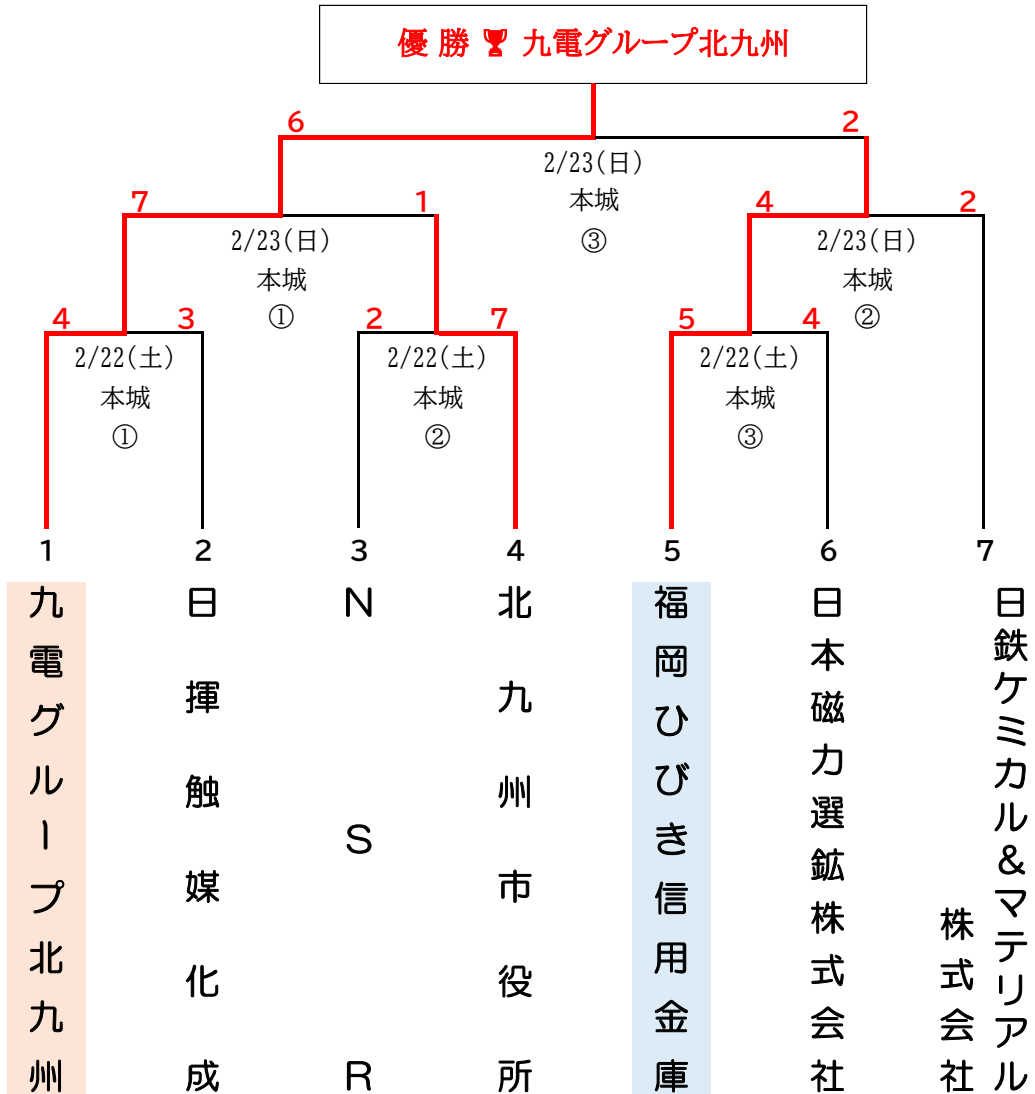 優 勝 🏆 九電グループ北九州
6 2
2/23(日)
本城
③
7 1 4 2
2/23(日) 2/23(日)
本城 本城
① ②
4 3 2 7 5 4
2/22(土) 2/22(土) 2/22(土)
本城 本城 本城
① ② ③
1 2 3 4 5 6 7
九電グループ北九州
日揮触媒化成
NSR
北九州市役所
福岡ひびき信用金庫
日本磁力選鉱株式会社
日鉄ケミカル&マテリアル
株式会社